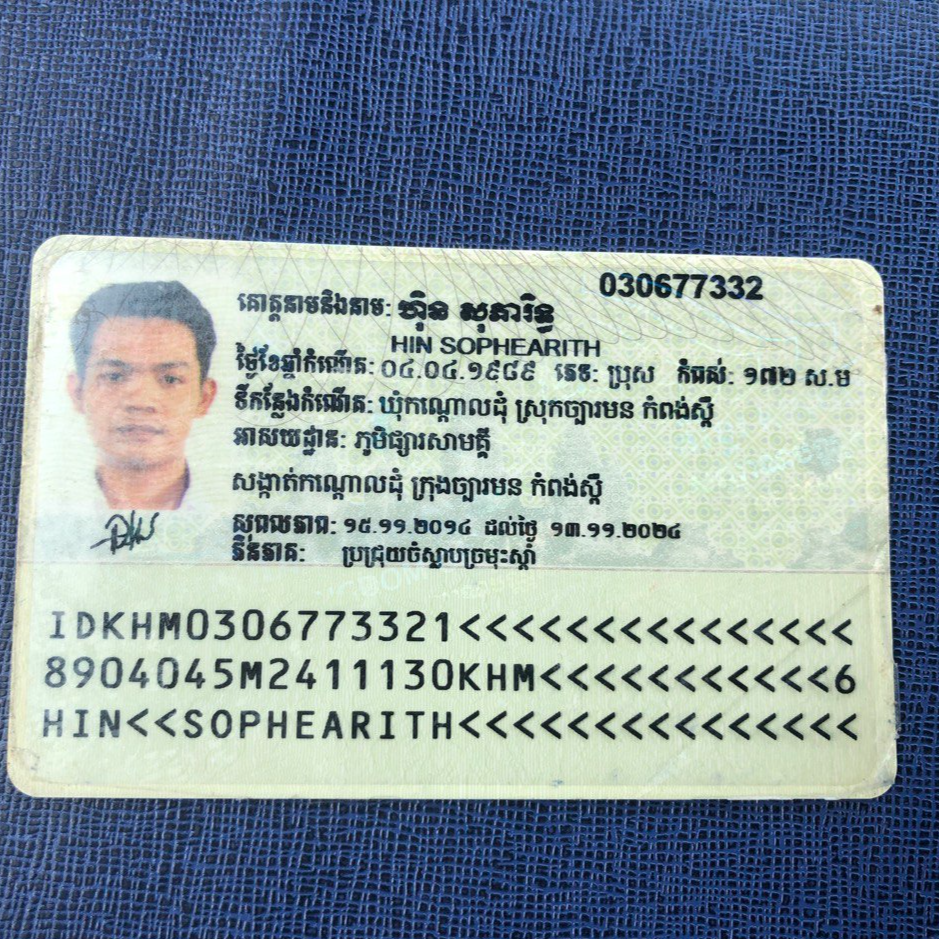 030677332
គោត្តនាមនិងនាម: ហ៊ិន សុភារិទ្ធ
HIN SOPHEARITH
ថ្ងៃខែឆ្នាំកំណើត: ០៤.០៤.១៩៨៩ ភេទ: ប្រុស កំពស់: ១៧២ ស.ម
ទីកន្លែងកំណើត: ឃុំកណ្តោលដុំ ស្រុកច្បារមន កំពង់ស្ពឺ
អាសយដ្ឋាន: ភូមិផ្សារសាមគ្គី
សង្កាត់កណ្តោលដុំ ក្រុងច្បារមន កំពង់ស្ពឺ
សុពលភាព: ១៥.១១.២០១៤ ដល់ថ្ងៃ ១៣.១១.២០២៤
ភិនភាគ: ប្រជ្រុយចំស្លាបច្រមុះស្តាំ
IDKHM0306773321<<<<<<<<<<<<<<<
8904045M2411130KHM<<<<<<<<<<<6
HIN<<SOPHEARITH<<<<<<<<<<<<<<<